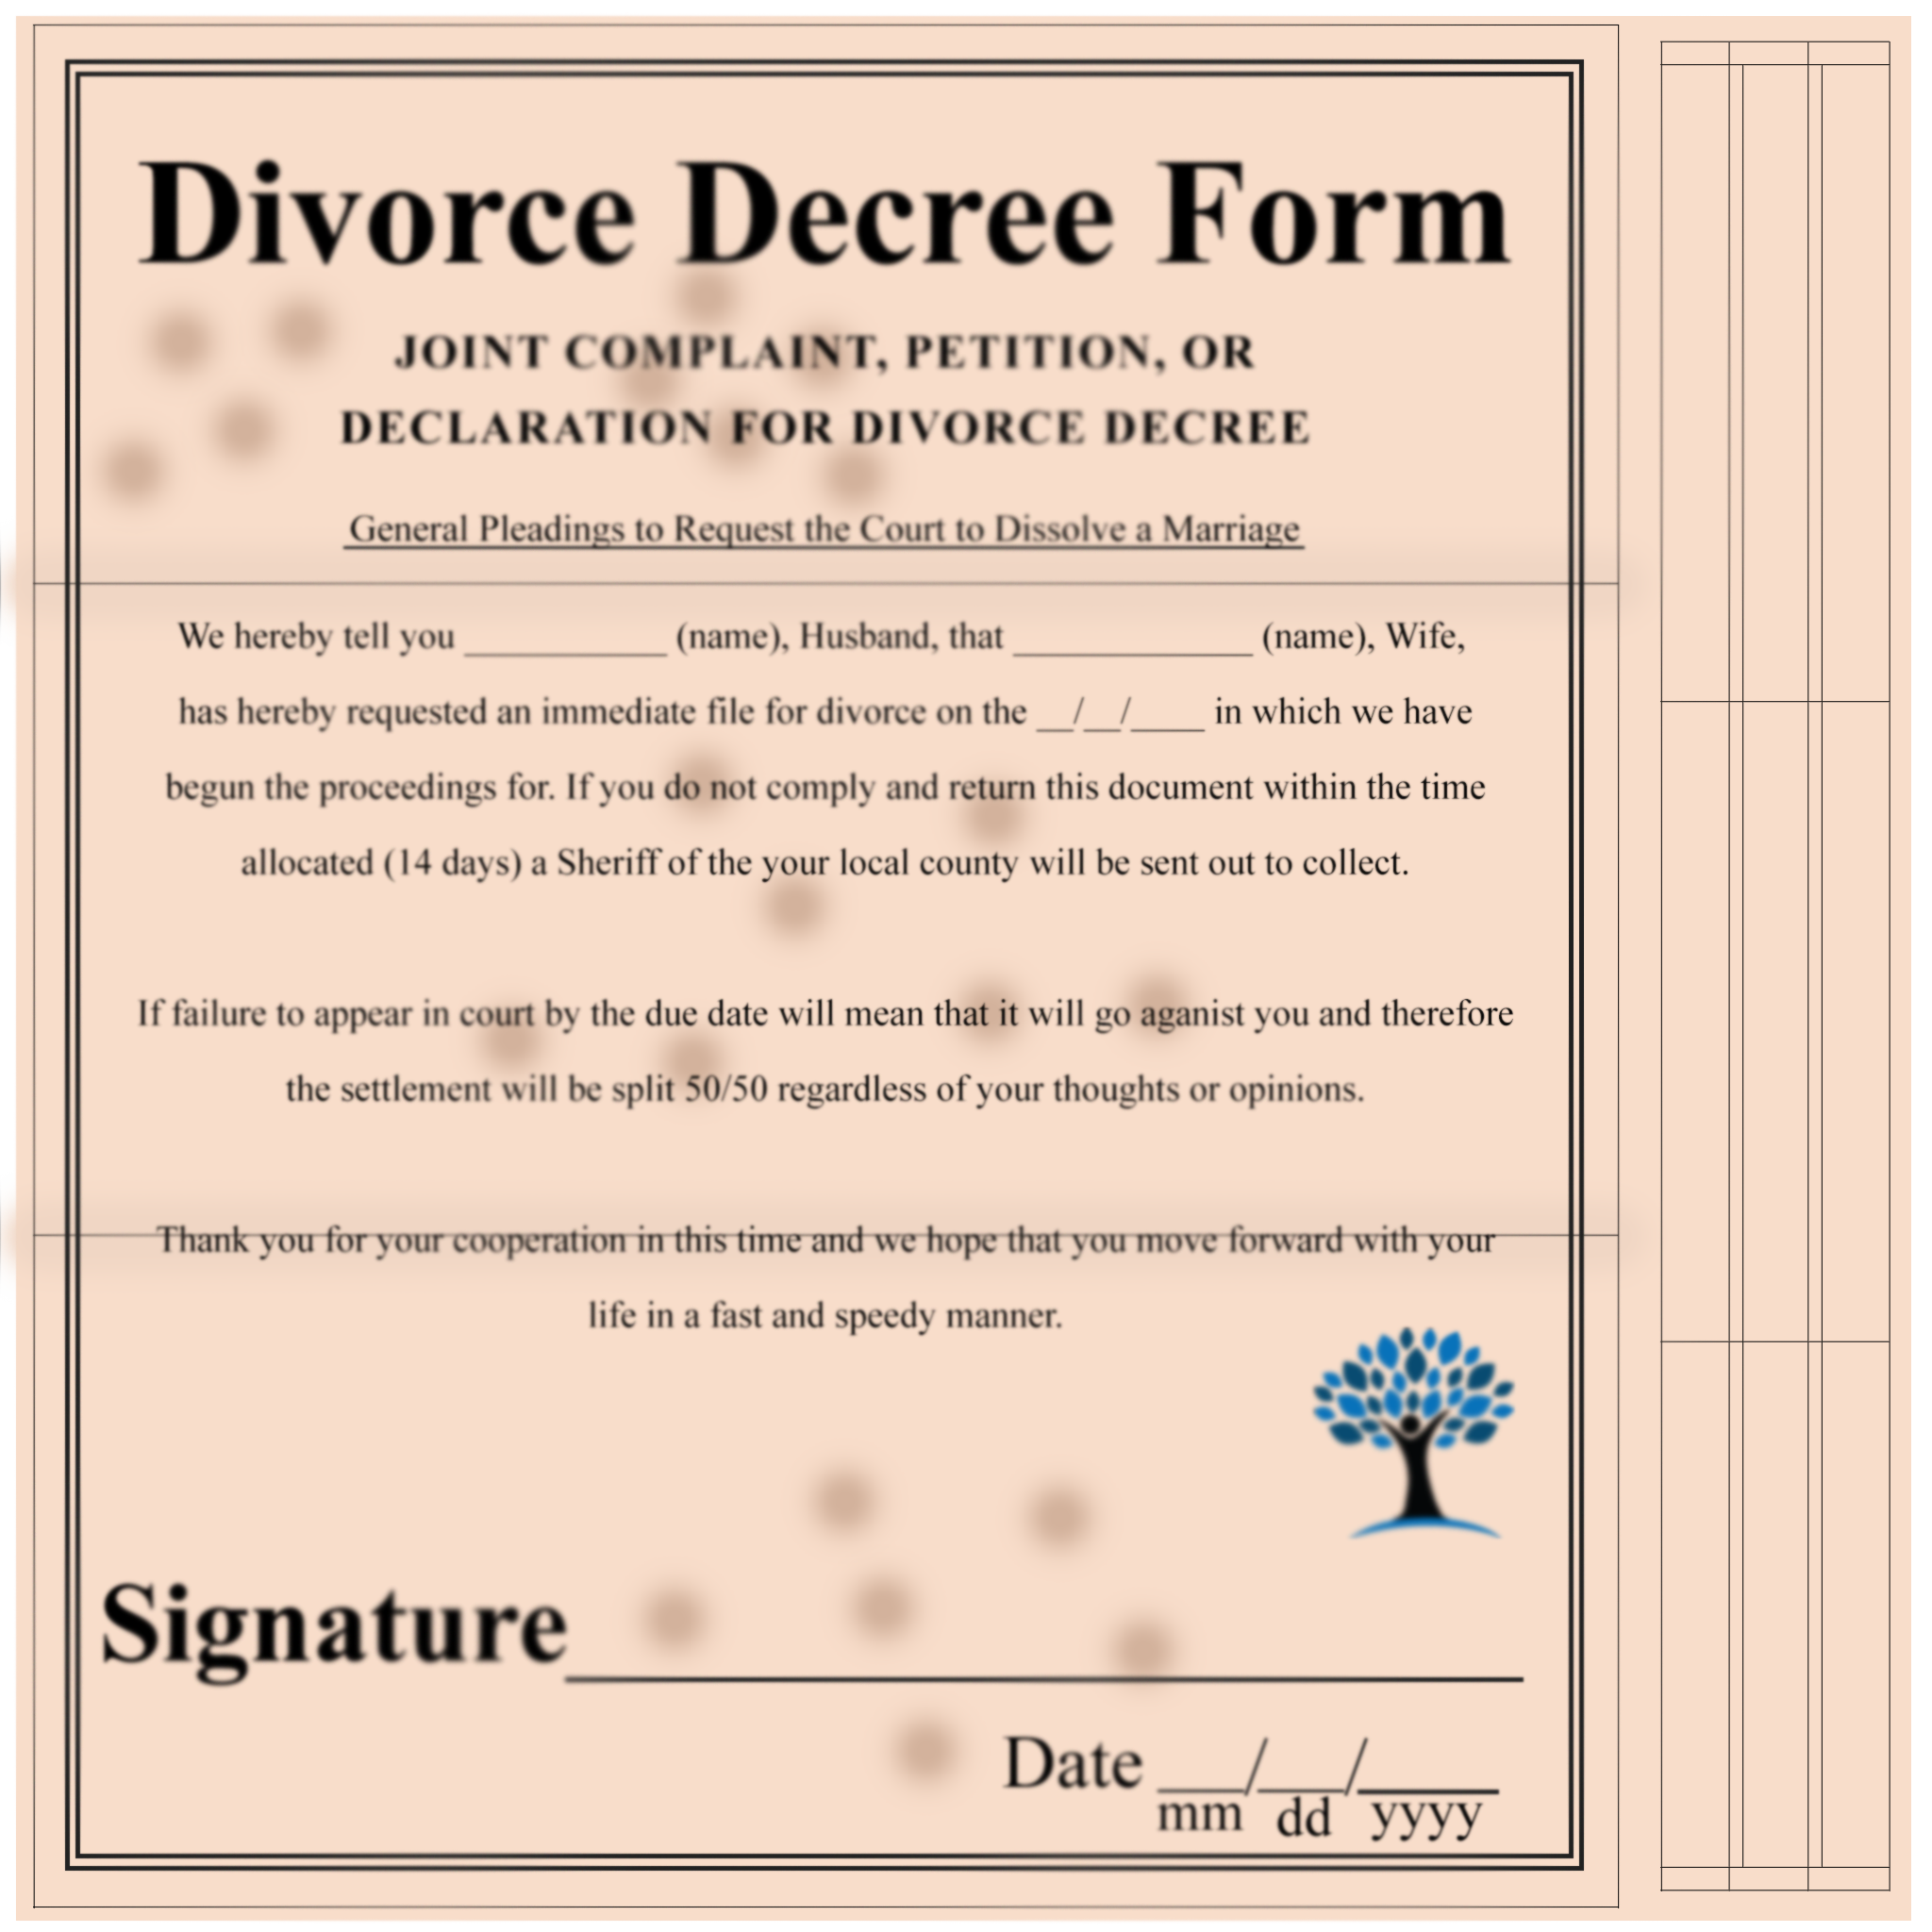 Divorce Decree Form
JOINT COMPLAINT, PETITION, OR
DECLARATION FOR DIVORCE DECREE
General Pleadings to Request the Court to Dissolve a Marriage
We hereby tell you ___________ (name), Husband, that _____________ (name), Wife,
has hereby requested an immediate file for divorce on the __/__/____ in which we have
begun the proceedings for. If you do not comply and return this document within the time
allocated (14 days) a Sheriff of the your local county will be sent out to collect.
If failure to appear in court by the due date will mean that it will go aganist you and therefore
the settlement will be split 50/50 regardless of your thoughts or opinions.
Thank you for your cooperation in this time and we hope that you move forward with your
life in a fast and speedy manner.
Signature____________________
Date __/__/____
mm dd yyyy